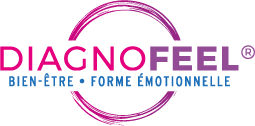 DIAGNOFEEL®
BIEN-ÊTRE • FORME ÉMOTIONNELLE